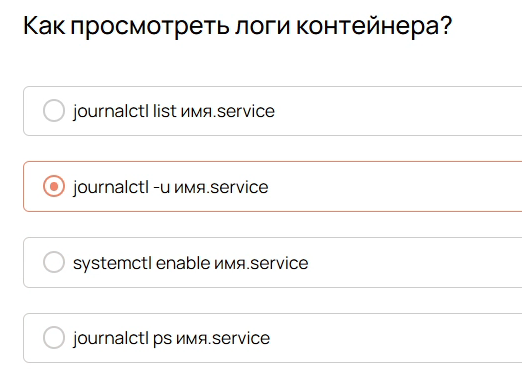 Как просмотреть логи контейнера?
journalctl list имя.service
journalctl -u имя.service
systemctl enable имя.service
journalctl ps имя.service